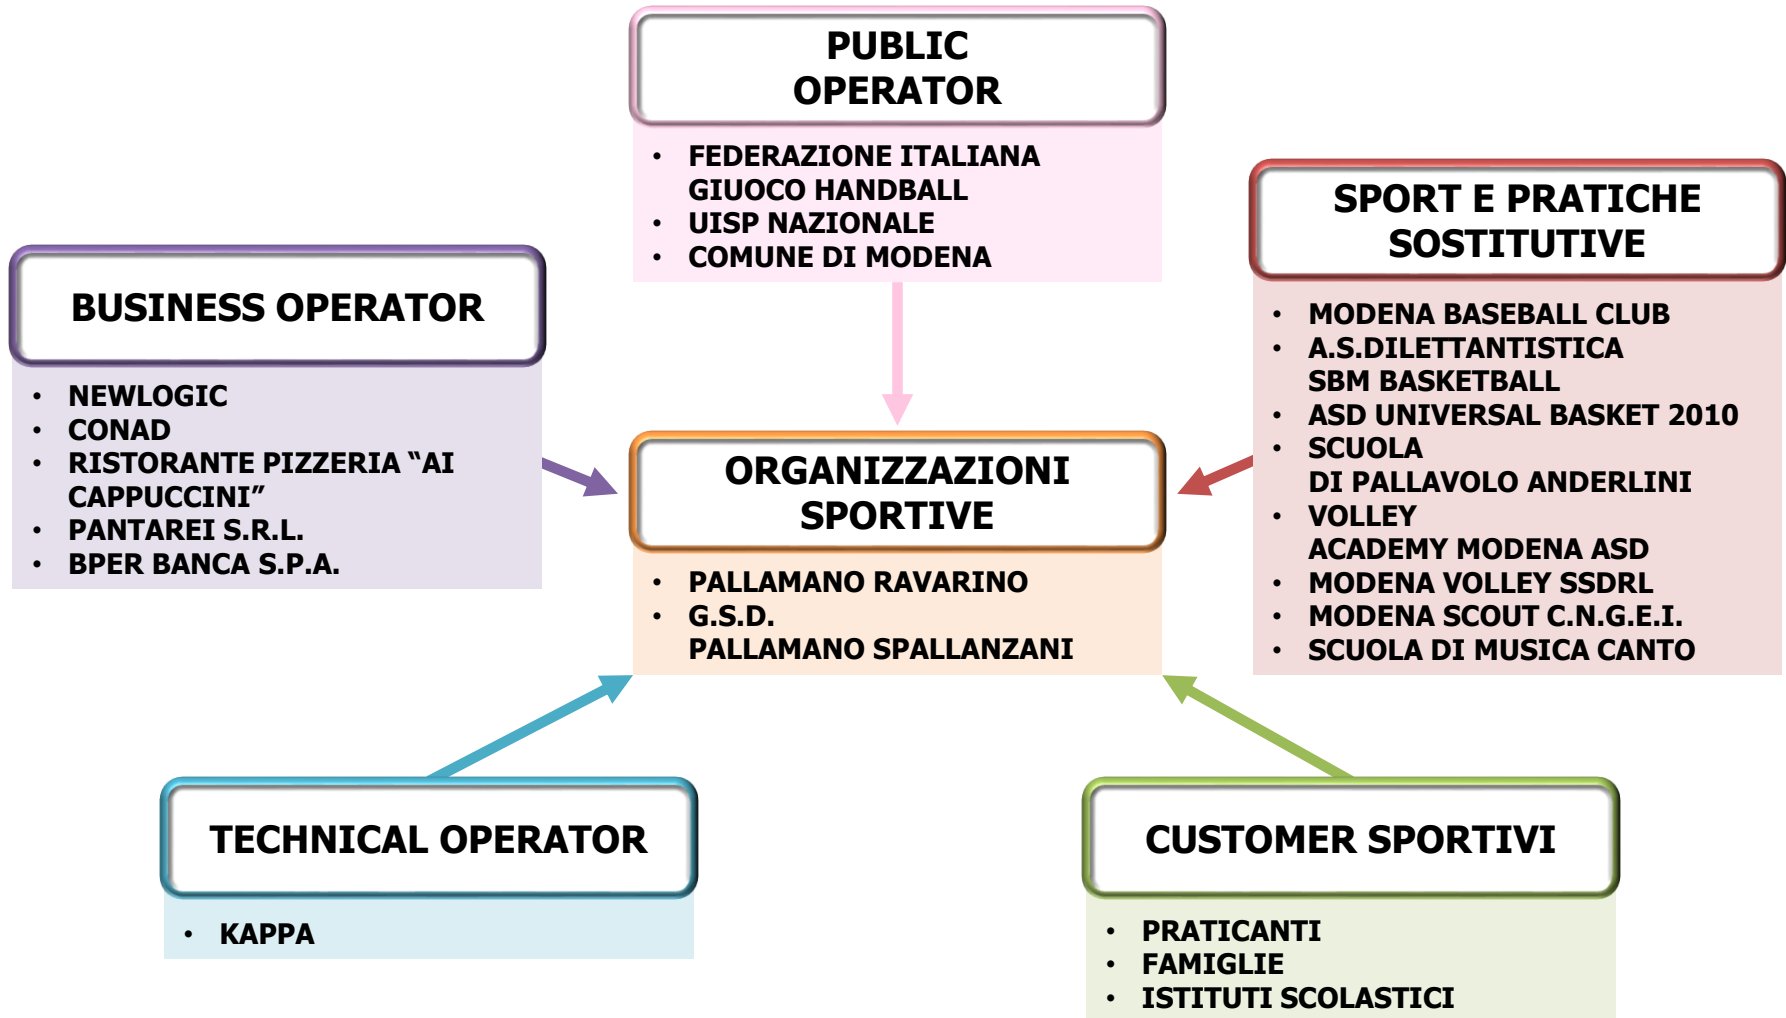 PUBLIC
OPERATOR
• FEDERAZIONE ITALIANA
GIUOCO HANDBALL
• UISP NAZIONALE
• COMUNE DI MODENA
BUSINESS OPERATOR
• NEWLOGIC
• CONAD
• RISTORANTE PIZZERIA “AI
CAPPUCCINI”
• PANTAREI S.R.L.
• BPER BANCA S.P.A.
SPORT E PRATICHE
SOSTITUTIVE
• MODENA BASEBALL CLUB
• A.S.DILETTANTISTICA
SBM BASKETBALL
• ASD UNIVERSAL BASKET 2010
• SCUOLA
DI PALLAVOLO ANDERLINI
• VOLLEY
ACADEMY MODENA ASD
• MODENA VOLLEY SSDRL
• MODENA SCOUT C.N.G.E.I.
• SCUOLA DI MUSICA CANTO
ORGANIZZAZIONI
SPORTIVE
• PALLAMANO RAVARINO
• G.S.D.
PALLAMANO SPALLANZANI
TECHNICAL OPERATOR
• KAPPA
CUSTOMER SPORTIVI
• PRATICANTI
• FAMIGLIE
• ISTITUTI SCOLASTICI